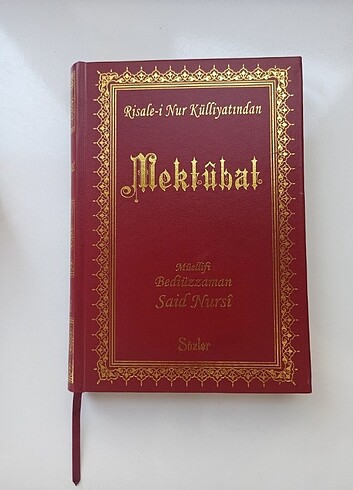 Risale-i Nur Külliyatından
Mektûbat
Müellifi
Bediüzzaman
Said Nursî
Sözler